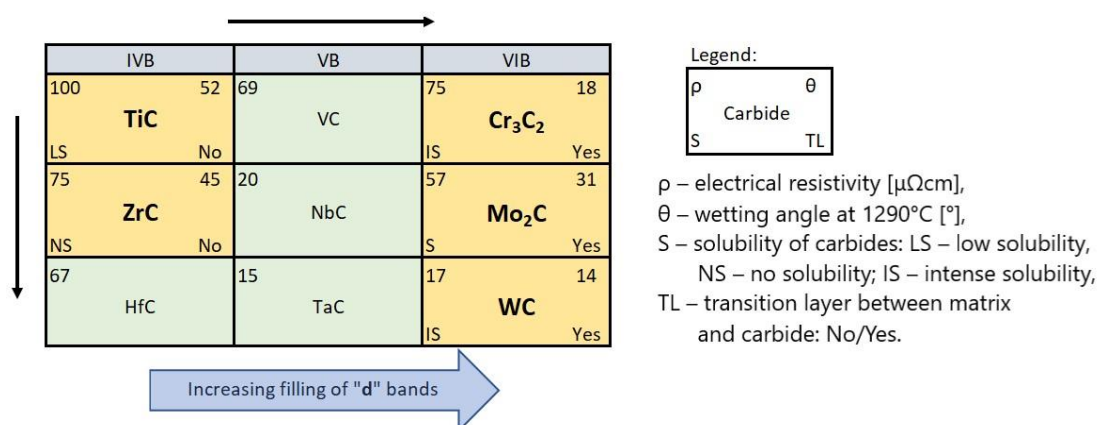 IVB VB VIB
100 52 69 75 18
TiC VC Cr₃C₂
LS No IS Yes
75 45 20 57 31
ZrC NbC Mo₂C
NS No S Yes
67 15 17 14
HfC TaC WC
IS Yes
Increasing filling of "d" bands
Legend:
ρ θ
Carbide
S TL
ρ – electrical resistivity [μΩcm],
θ – wetting angle at 1290°C [°],
S – solubility of carbides: LS – low solubility,
NS – no solubility; IS – intense solubility,
TL – transition layer between matrix
and carbide: No/Yes.